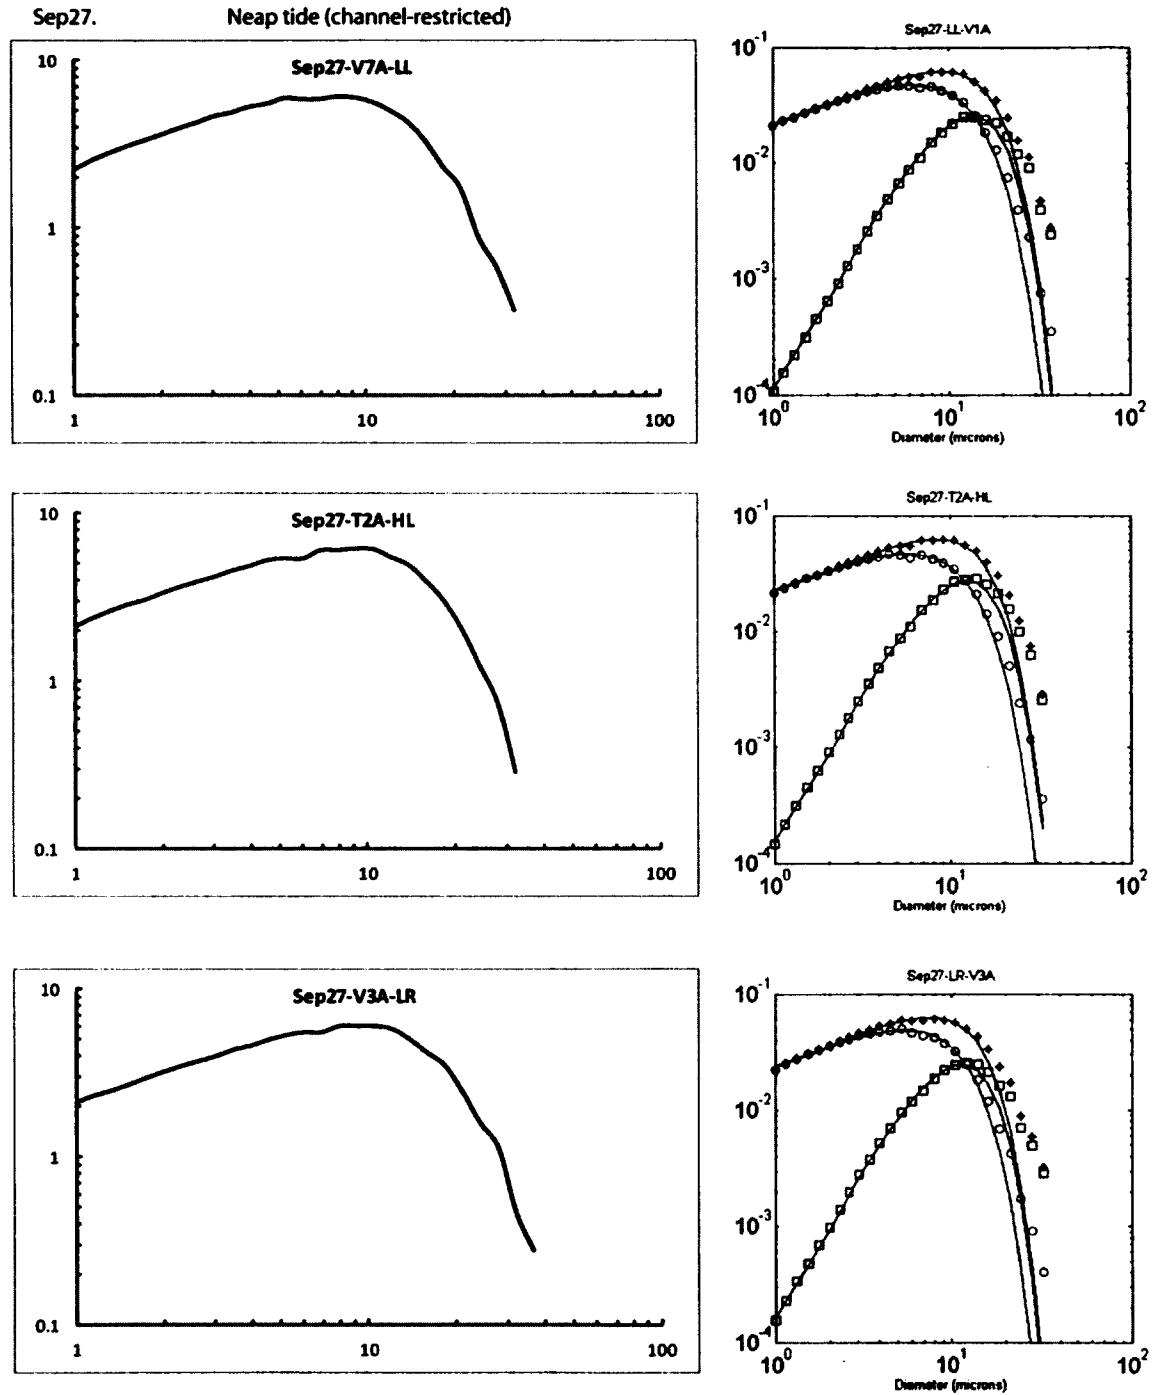 Sep27. Neap tide (channel-restricted)
Sep27-V7A-LL
10
1
0.1
1 10 100
Sep27-LL-V1A
10^-1
10^-2
10^-3
10^-4
10^0 10^1 10^2
Diameter (microns)
Sep27-T2A-HL
10
1
0.1
1 10 100
Sep27-T2A-HL
10^-1
10^-2
10^-3
10^-4
10^0 10^1 10^2
Diameter (microns)
Sep27-V3A-LR
10
1
0.1
1 10 100
Sep27-LR-V3A
10^-1
10^-2
10^-3
10^-4
10^0 10^1 10^2
Diameter (microns)